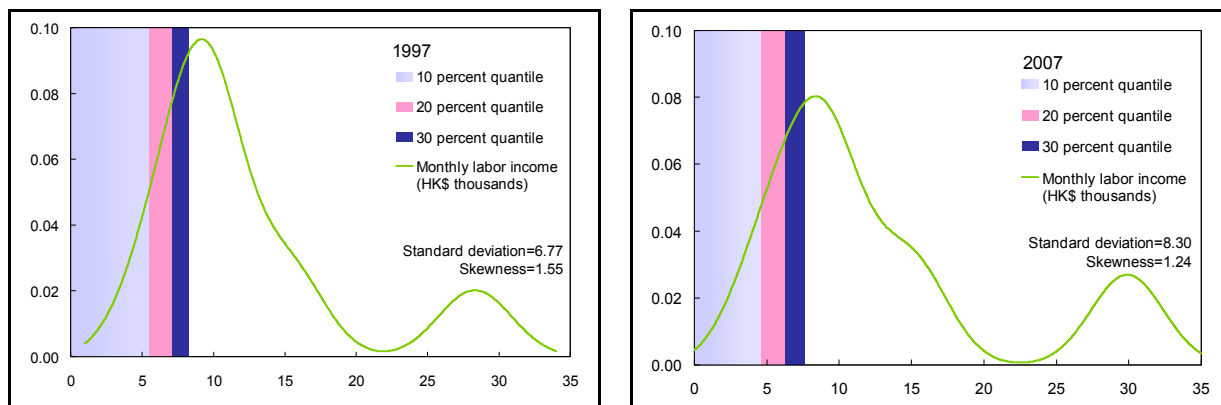 1997
10 percent quantile
20 percent quantile
30 percent quantile
Monthly labor income
(HK$ thousands)
Standard deviation=6.77
Skewness=1.55
0.10
0.08
0.06
0.04
0.02
0.00
0 5 10 15 20 25 30 35
2007
10 percent quantile
20 percent quantile
30 percent quantile
Monthly labor income
(HK$ thousands)
Standard deviation=8.30
Skewness=1.24
0.10
0.10
0.08
0.06
0.04
0.02
0.00
0 5 10 15 20 25 30 35